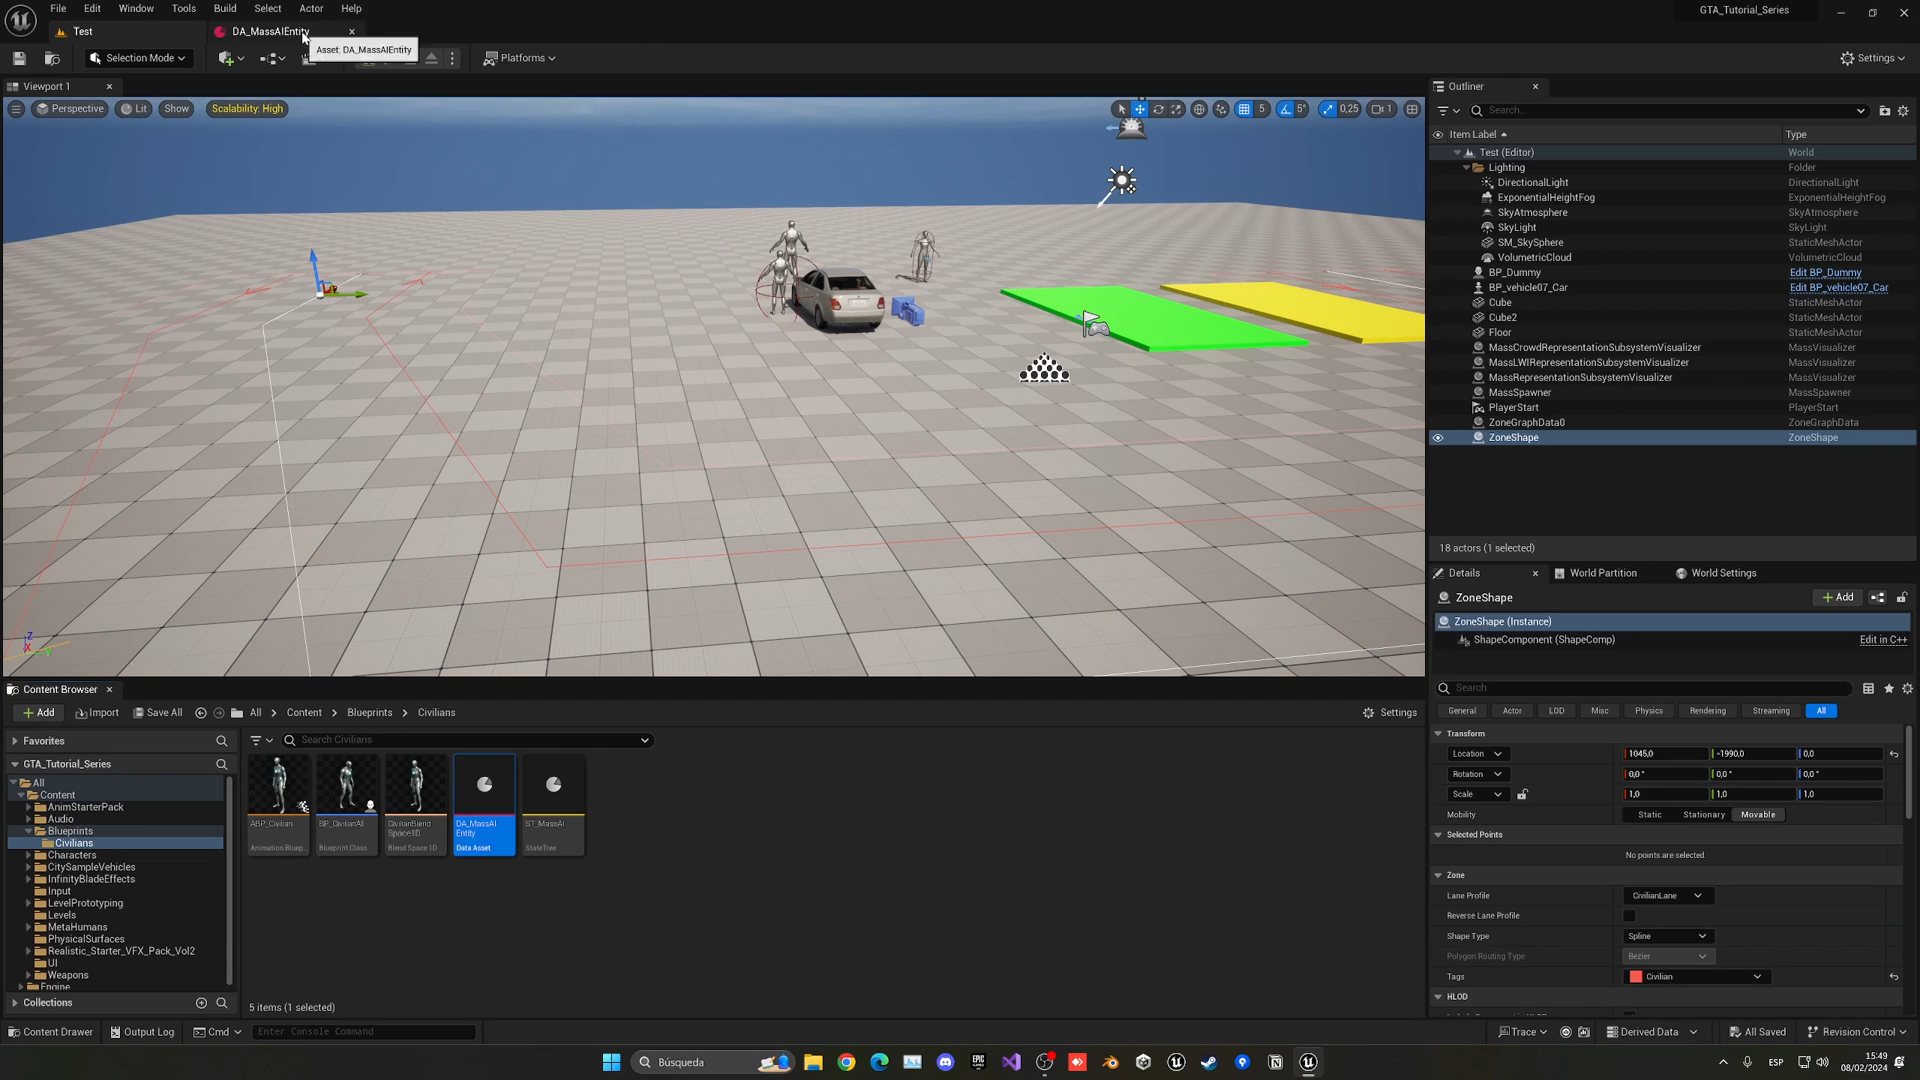 File Edit Window Tools Build Select Actor Help
GTA_Tutorial_Series
Test
DA_MassAIEntity
Asset: DA_MassAIEntity
Selection Mode
Platforms
Settings
Viewport 1
Perspective
Lit
Show
Scalability: High
5
5°
0,25
1
Outliner
Search...
Item Label
Type
Test (Editor) World
Lighting Folder
DirectionalLight DirectionalLight
ExponentialHeightFog ExponentialHeightFog
SkyAtmosphere SkyAtmosphere
SkyLight SkyLight
SM_SkySphere StaticMeshActor
VolumetricCloud VolumetricCloud
BP_Dummy Edit BP_Dummy
BP_vehicle07_Car Edit BP_vehicle07_Car
Cube StaticMeshActor
Cube2 StaticMeshActor
Floor StaticMeshActor
MassCrowdRepresentationSubsystemVisualizer MassVisualizer
MassLWIRepresentationSubsystemVisualizer MassVisualizer
MassRepresentationSubsystemVisualizer MassVisualizer
MassSpawner MassSpawner
PlayerStart PlayerStart
ZoneGraphData0 ZoneGraphData
ZoneShape ZoneShape
18 actors (1 selected)
Details
World Partition
World Settings
ZoneShape
Add
ZoneShape (Instance)
ShapeComponent (ShapeComp)
Edit in C++
Search
General Actor LOD Misc Physics Rendering Streaming All
Transform
Location 1045,0 -1990,0 0,0
Rotation 0,0° 0,0° 0,0°
Scale 1,0 1,0 1,0
Mobility Static Stationary Movable
Selected Points
No points are selected.
Zone
Lane Profile CivilianLane
Reverse Lane Profile
Shape Type Spline
Polygon Routing Type Bezier
Tags Civilian
HLOD
Z
X
Y
Content Browser
Add
Import
Save All
All
Content
Blueprints
Civilians
Settings
Favorites
GTA_Tutorial_Series
All
Content
AnimStarterPack
Audio
Blueprints
Civilians
Characters
CitySampleVehicles
InfinityBladeEffects
Input
LevelPrototyping
Levels
MetaHumans
PhysicalSurfaces
Realistic_Starter_VFX_Pack_Vol2
UI
Weapons
Engine
Collections
Search Civilians
ABP_Civilian
Animation Bluep...
BP_CivilianAI
Blueprint Class
CivilianBlend
Space1D
Blend Space 1D
DA_MassAI
Entity
Data Asset
ST_MassAI
StateTree
5 items (1 selected)
Content Drawer
Output Log
Cmd
Enter Console Command
Trace
Derived Data
All Saved
Revision Control
Búsqueda
EPIC
GAMES
ESP
15:49
08/02/2024